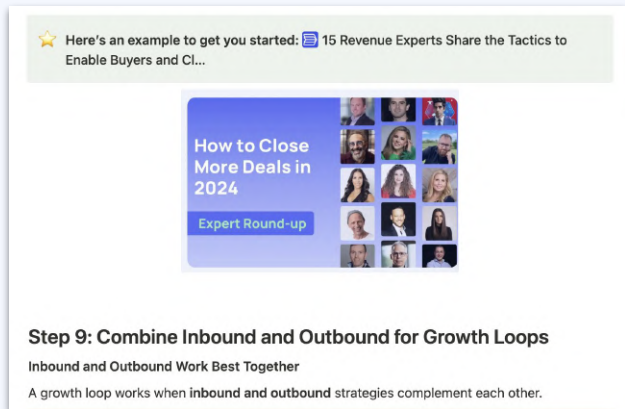 Here's an example to get you started: 15 Revenue Experts Share the Tactics to
Enable Buyers and Cl...
How to Close
More Deals in
2024
Expert Round-up
Step 9: Combine Inbound and Outbound for Growth Loops
Inbound and Outbound Work Best Together
A growth loop works when inbound and outbound strategies complement each other.